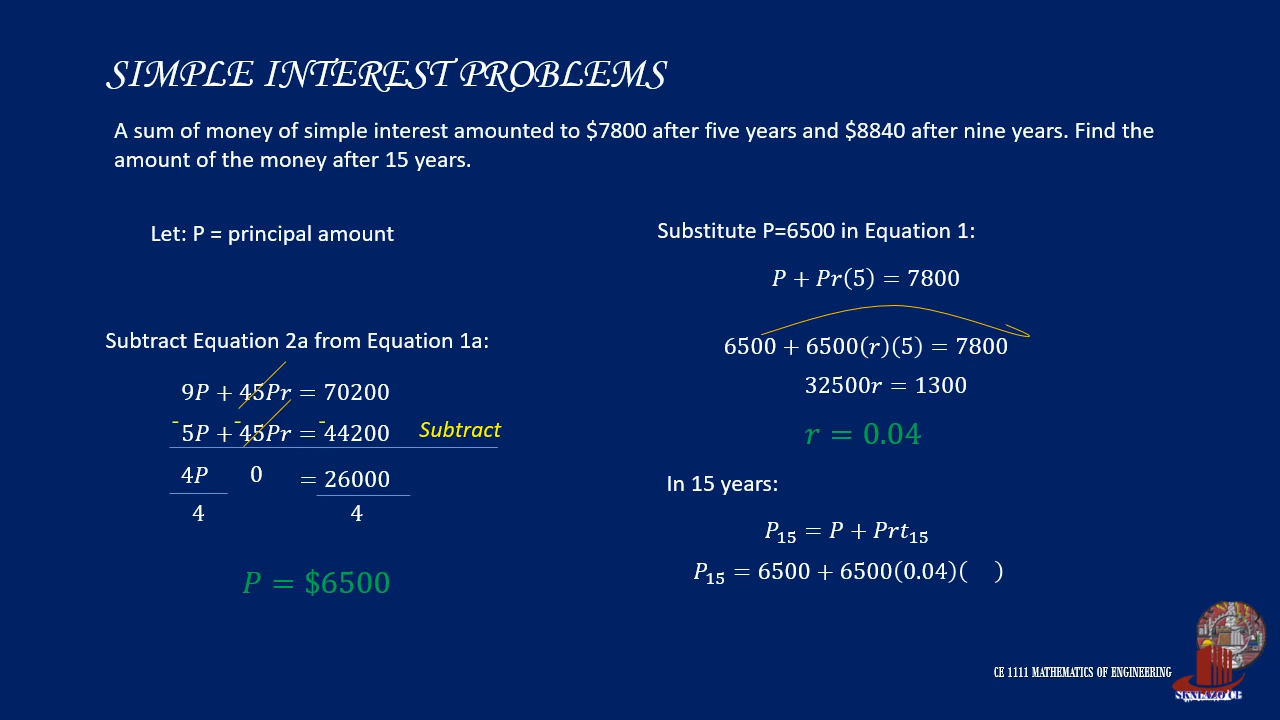 SIMPLE INTEREST PROBLEMS
A sum of money of simple interest amounted to $7800 after five years and $8840 after nine years. Find the
amount of the money after 15 years.
Let: P = principal amount
Subtract Equation 2a from Equation 1a:
9P + 45Pr = 70200
- 5P + - 45Pr = - 44200 Subtract
4P 0 = 26000
4 4
P = $6500
Substitute P=6500 in Equation 1:
P + Pr(5) = 7800
6500 + 6500(r)(5) = 7800
32500r = 1300
r = 0.04
In 15 years:
P₁₅ = P + Prt₁₅
P₁₅ = 6500 + 6500(0.04)( )
CE 1111 MATHEMATICS OF ENGINEERING